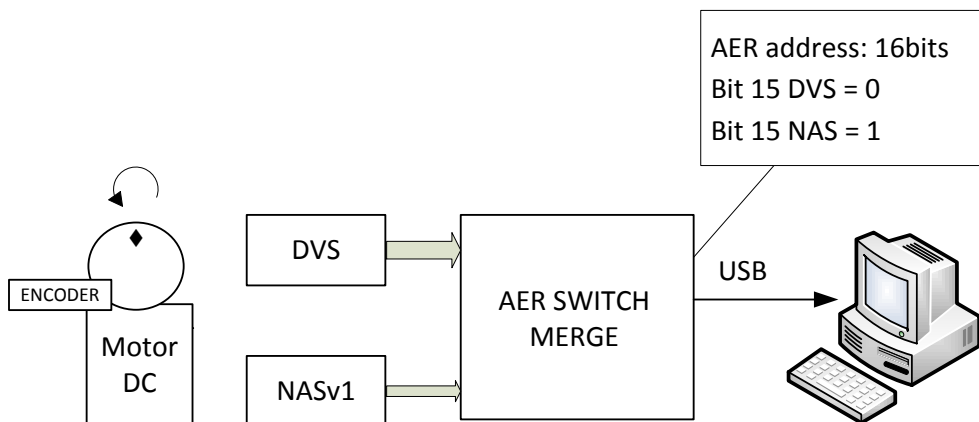 AER address: 16bits
Bit 15 DVS = 0
Bit 15 NAS = 1
DVS
USB
ENCODER
AER SWITCH
MERGE
Motor
DC
NASv1